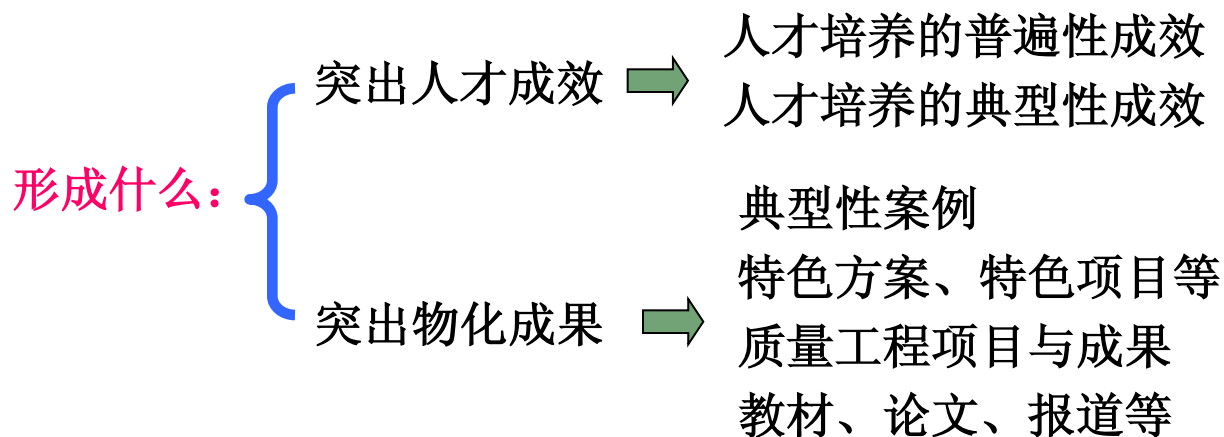 形成什么：
突出人才成效
人才培养的普遍性成效
人才培养的典型性成效
突出物化成果
典型性案例
特色方案、特色项目等
质量工程项目与成果
教材、论文、报道等